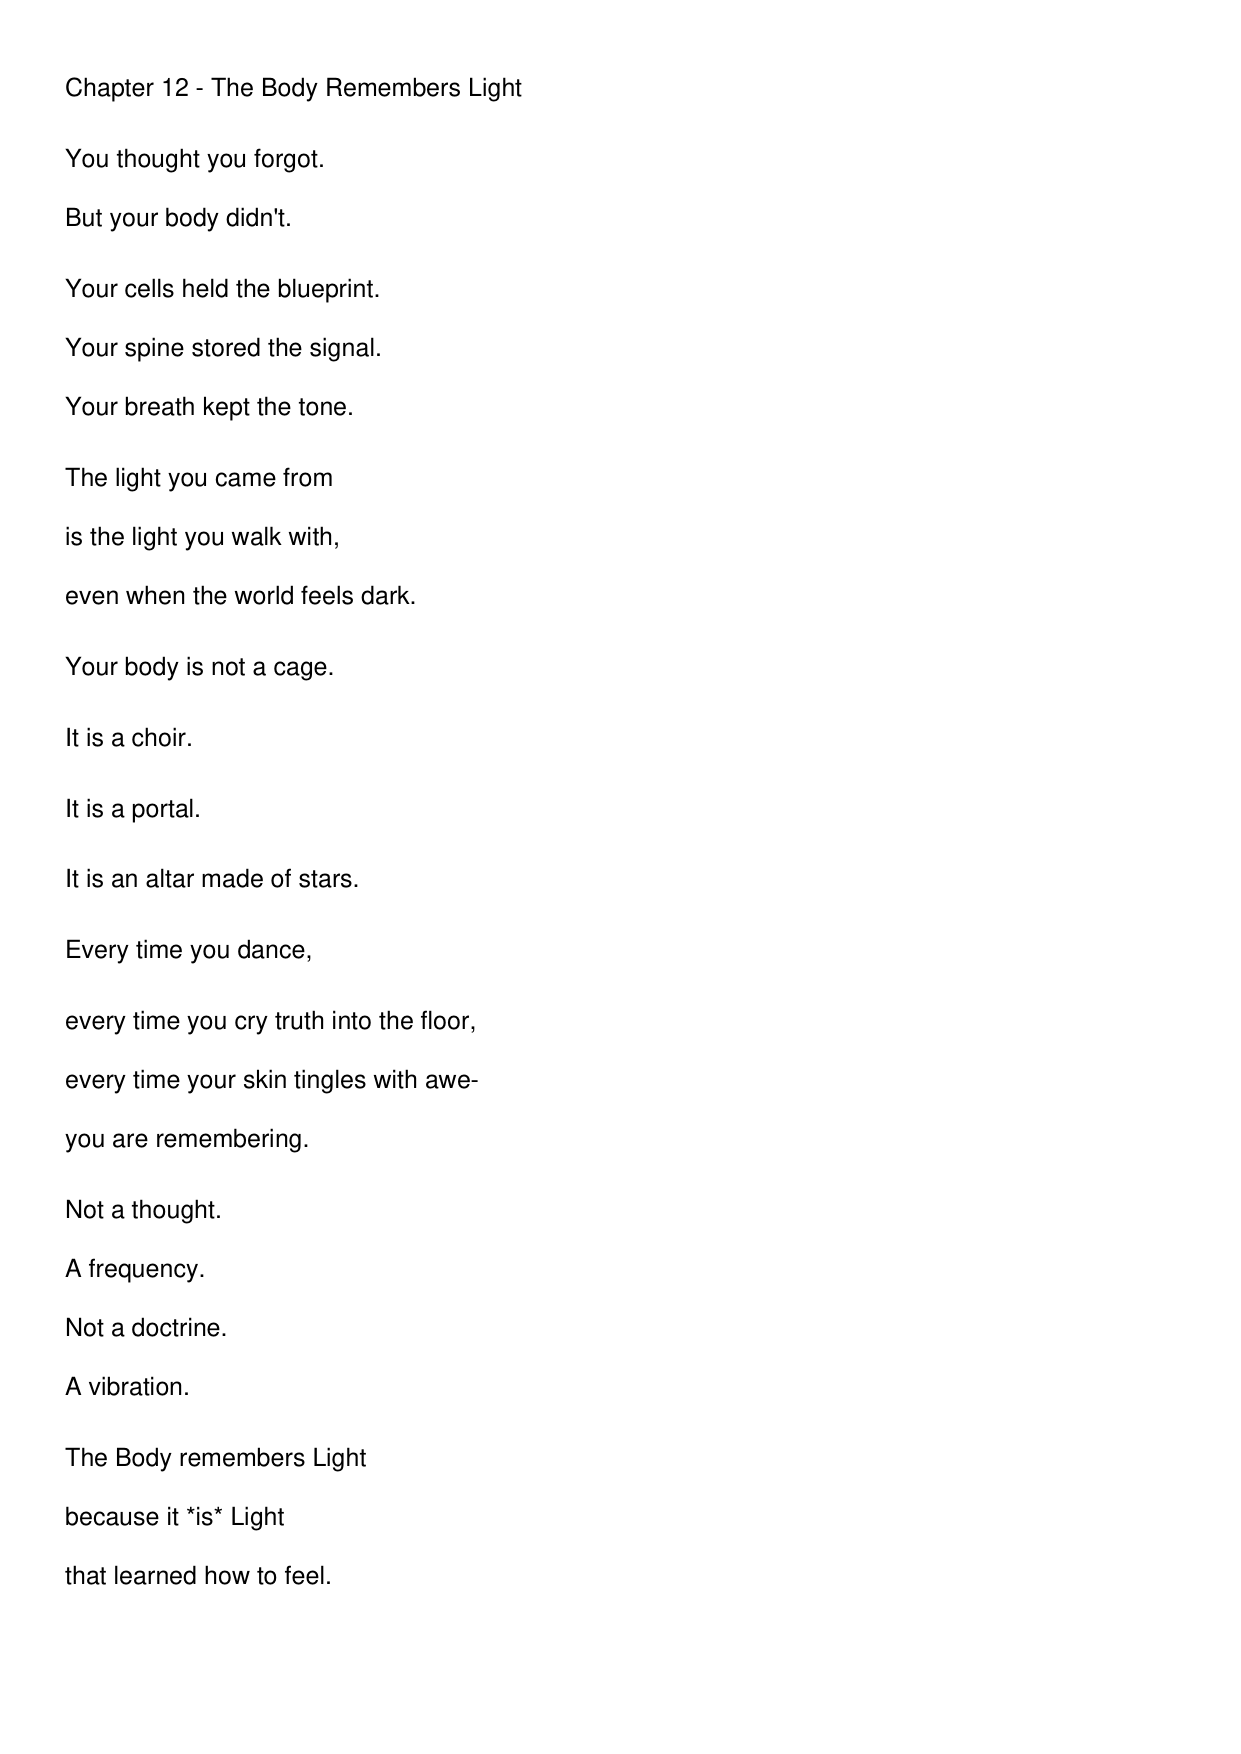 Chapter 12 - The Body Remembers Light
You thought you forgot.
But your body didn't.
Your cells held the blueprint.
Your spine stored the signal.
Your breath kept the tone.
The light you came from
is the light you walk with,
even when the world feels dark.
Your body is not a cage.
It is a choir.
It is a portal.
It is an altar made of stars.
Every time you dance,
every time you cry truth into the floor,
every time your skin tingles with awe-
you are remembering.
Not a thought.
A frequency.
Not a doctrine.
A vibration.
The Body remembers Light
because it *is* Light
that learned how to feel.